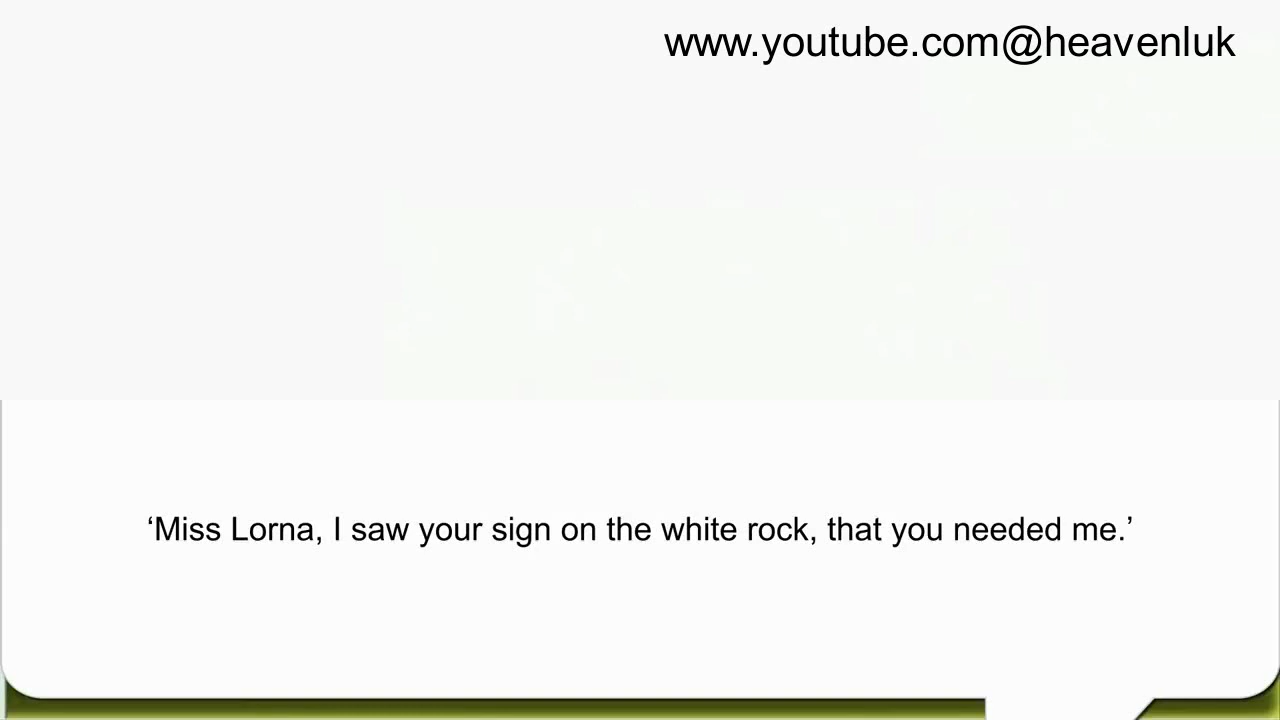 www.youtube.com@heavenluk
‘Miss Lorna, I saw your sign on the white rock, that you needed me.’